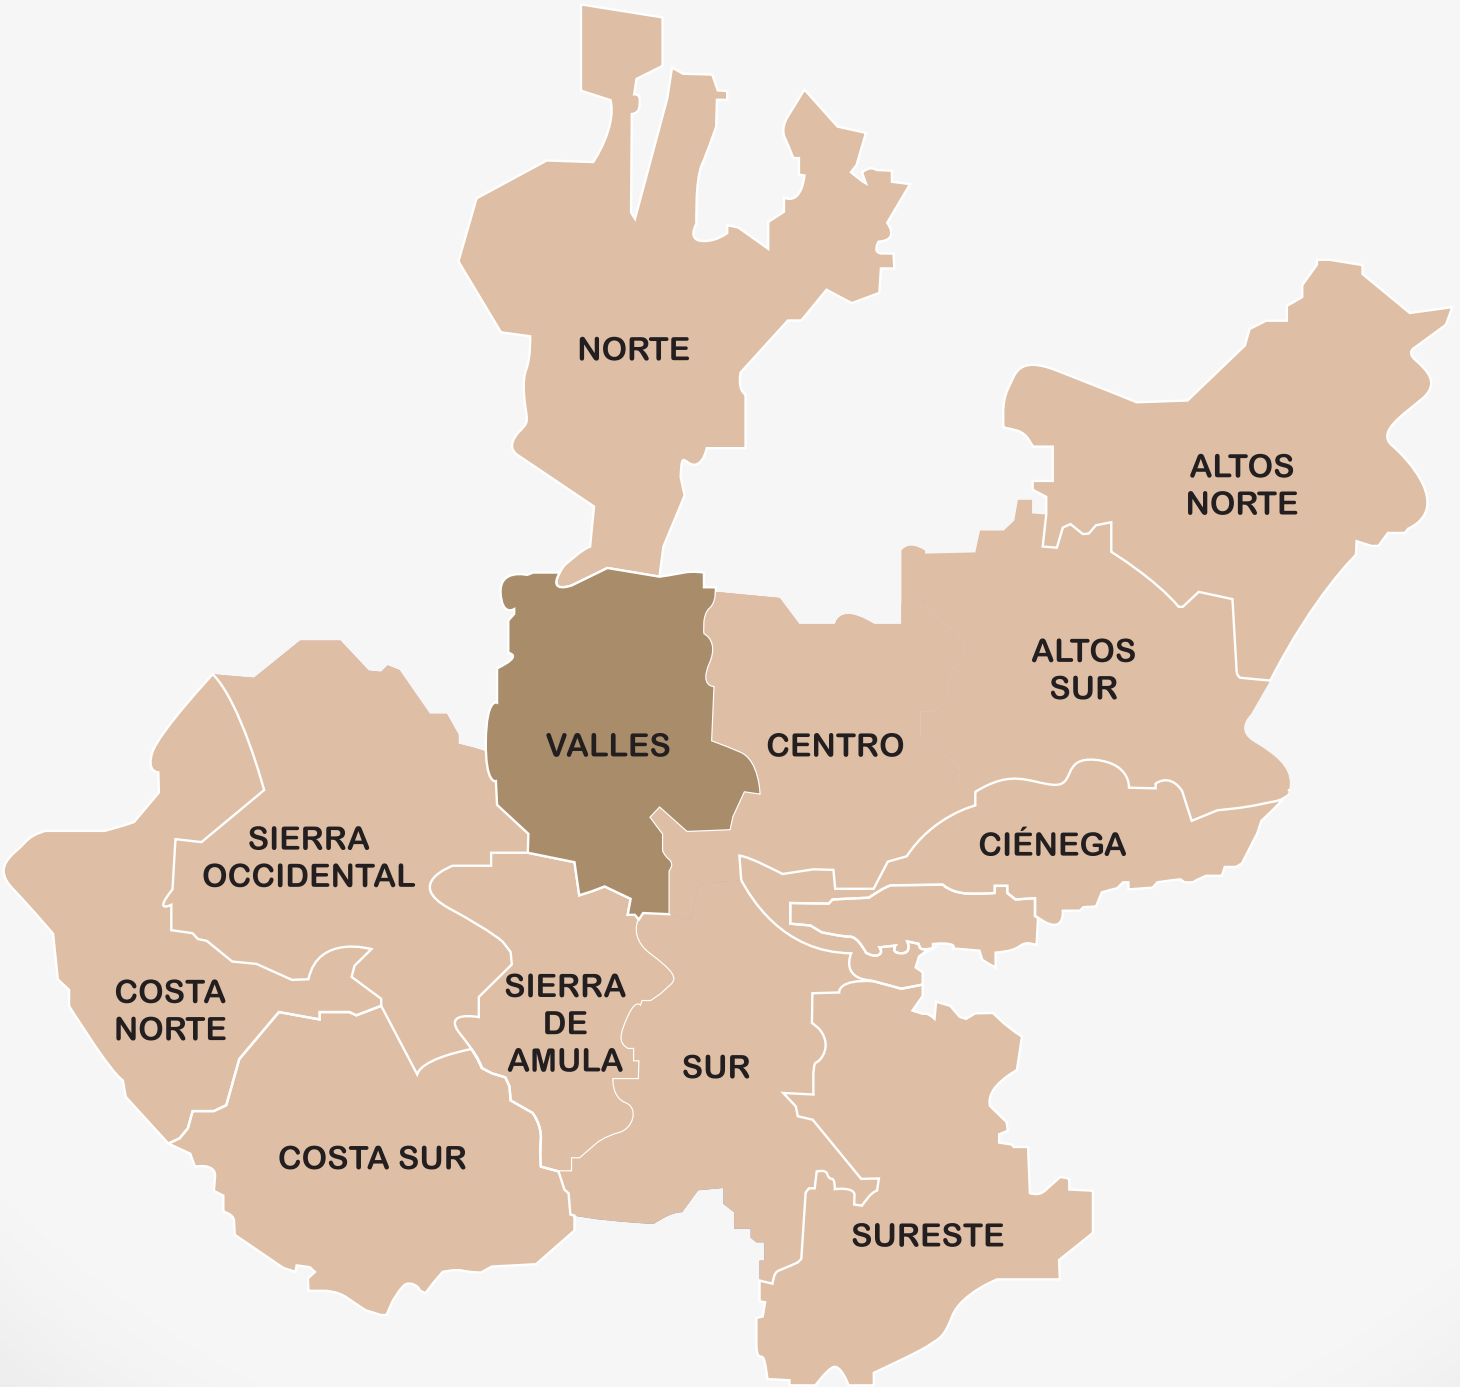 NORTE
ALTOS
NORTE
ALTOS
SUR
VALLES
CENTRO
SIERRA
OCCIDENTAL
CIÉNEGA
COSTA
NORTE
SIERRA
DE
AMULA
SUR
COSTA SUR
SURESTE